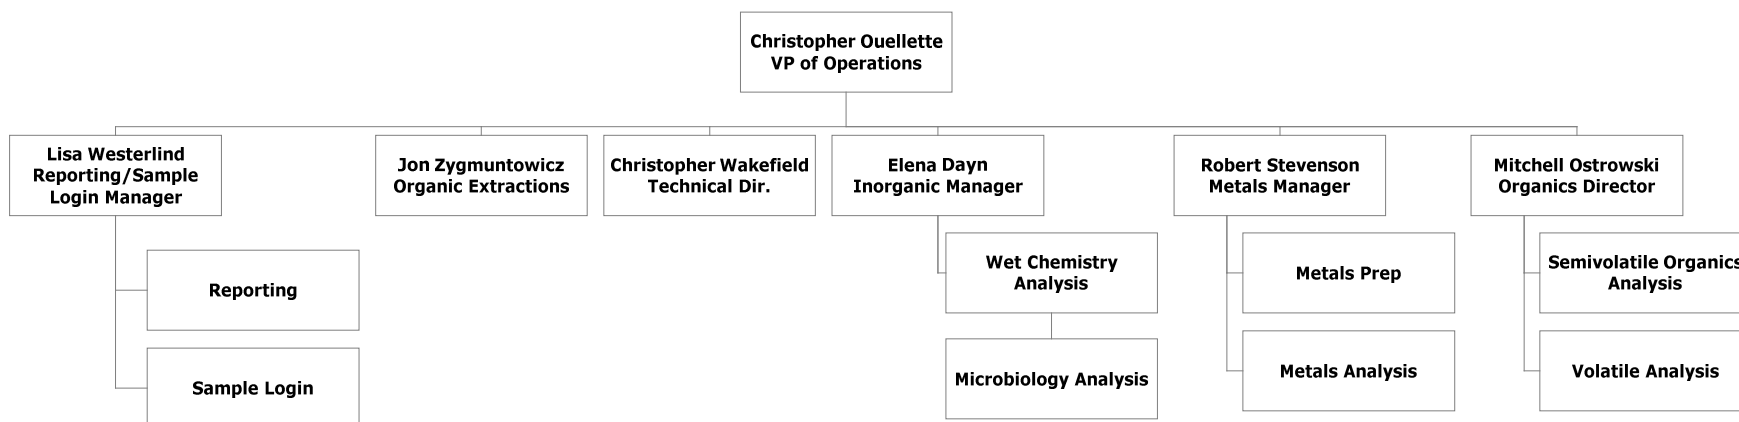 Christopher Ouellette
VP of Operations
Lisa Westerlind
Reporting/Sample
Login Manager
Jon Zygmuntowicz
Organic Extractions
Christopher Wakefield
Technical Dir.
Elena Dayn
Inorganic Manager
Robert Stevenson
Metals Manager
Mitchell Ostrowski
Organics Director
Reporting
Sample Login
Wet Chemistry
Analysis
Microbiology Analysis
Metals Prep
Metals Analysis
Semivolatile Organics
Analysis
Volatile Analysis